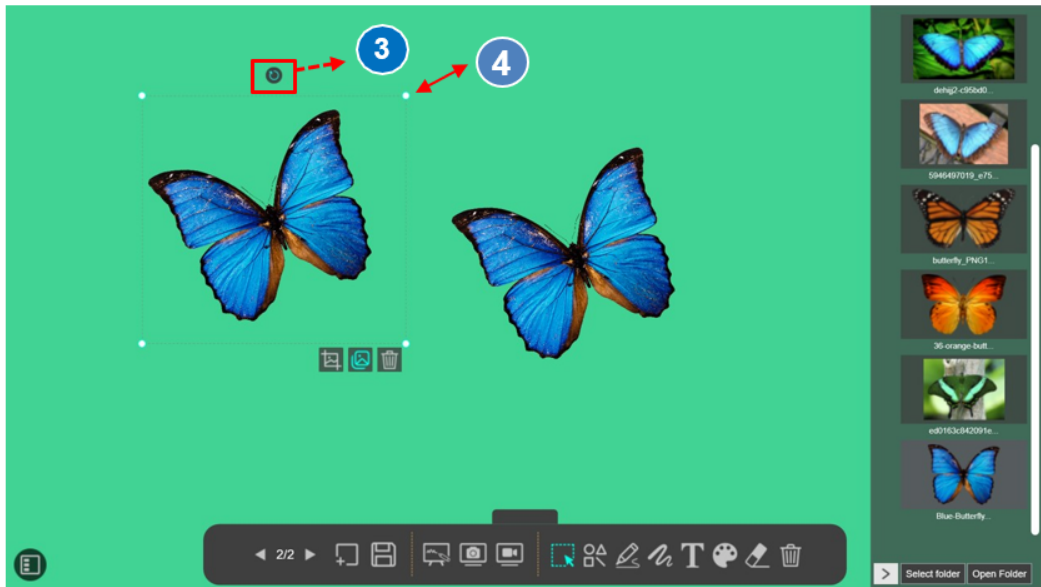 3
4
dehijj2-c95bd0...
5946497019_e75...
butterfly_PNG1...
36-orange-butt...
ed0163c842091e...
Blue-Butterfly...
2/2
T
Select folder
Open Folder